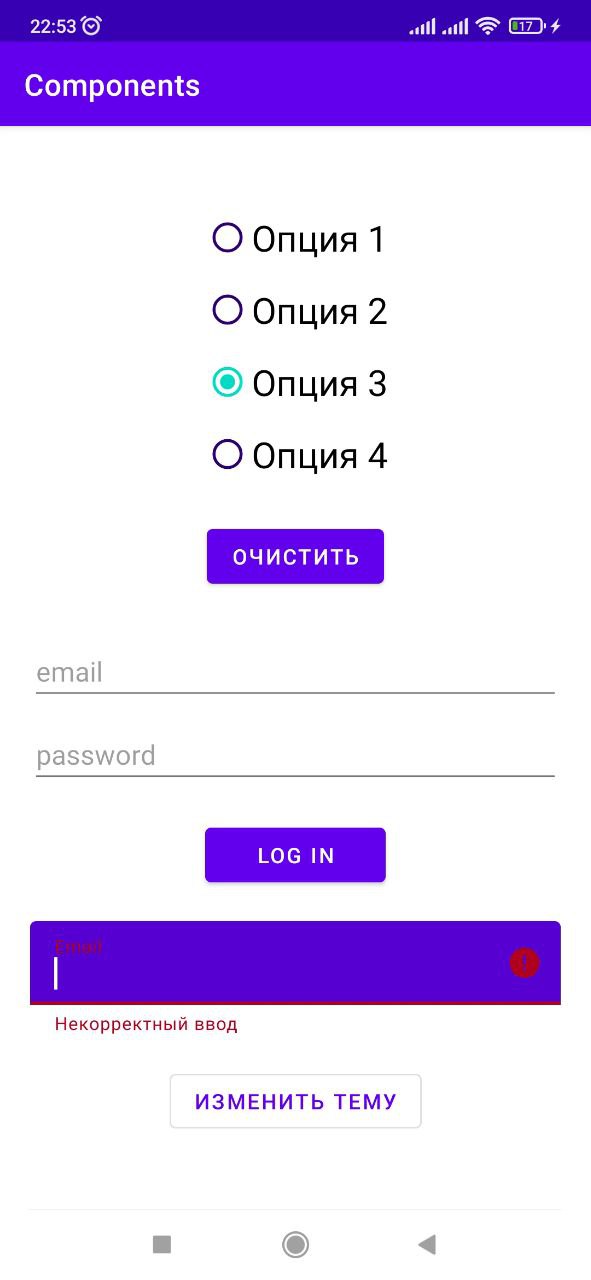 22:53 17
Components
Опция 1
Опция 2
Опция 3
Опция 4
ОЧИСТИТЬ
email
password
LOG IN
Email
Некорректный ввод
ИЗМЕНИТЬ ТЕМУ